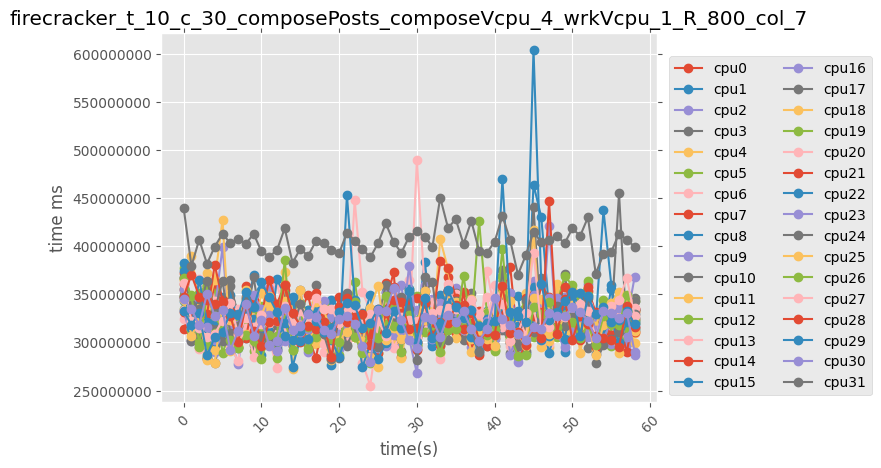 firecracker_t_10_c_30_composePosts_composeVcpu_4_wrkVcpu_1_R_800_col_7
600000000
550000000
500000000
450000000
400000000
350000000
300000000
250000000
time ms
0
10
20
30
40
50
60
time(s)
cpu0
cpu1
cpu2
cpu3
cpu4
cpu5
cpu6
cpu7
cpu8
cpu9
cpu10
cpu11
cpu12
cpu13
cpu14
cpu15
cpu16
cpu17
cpu18
cpu19
cpu20
cpu21
cpu22
cpu23
cpu24
cpu25
cpu26
cpu27
cpu28
cpu29
cpu30
cpu31